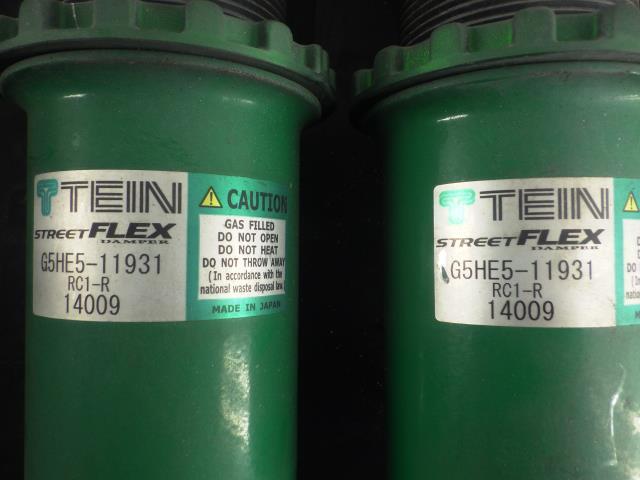 TEIN
STREET FLEX
DAMPER
G5HE5-11931
RC1-R
14009
CAUTION
GAS FILLED
DO NOT OPEN
DO NOT HEAT
DO NOT THROW AWAY
(In accordance with the
national waste disposal law.)
MADE IN JAPAN
TEIN
STREET FLEX
DAMPER
G5HE5-11931
RC1-R
14009